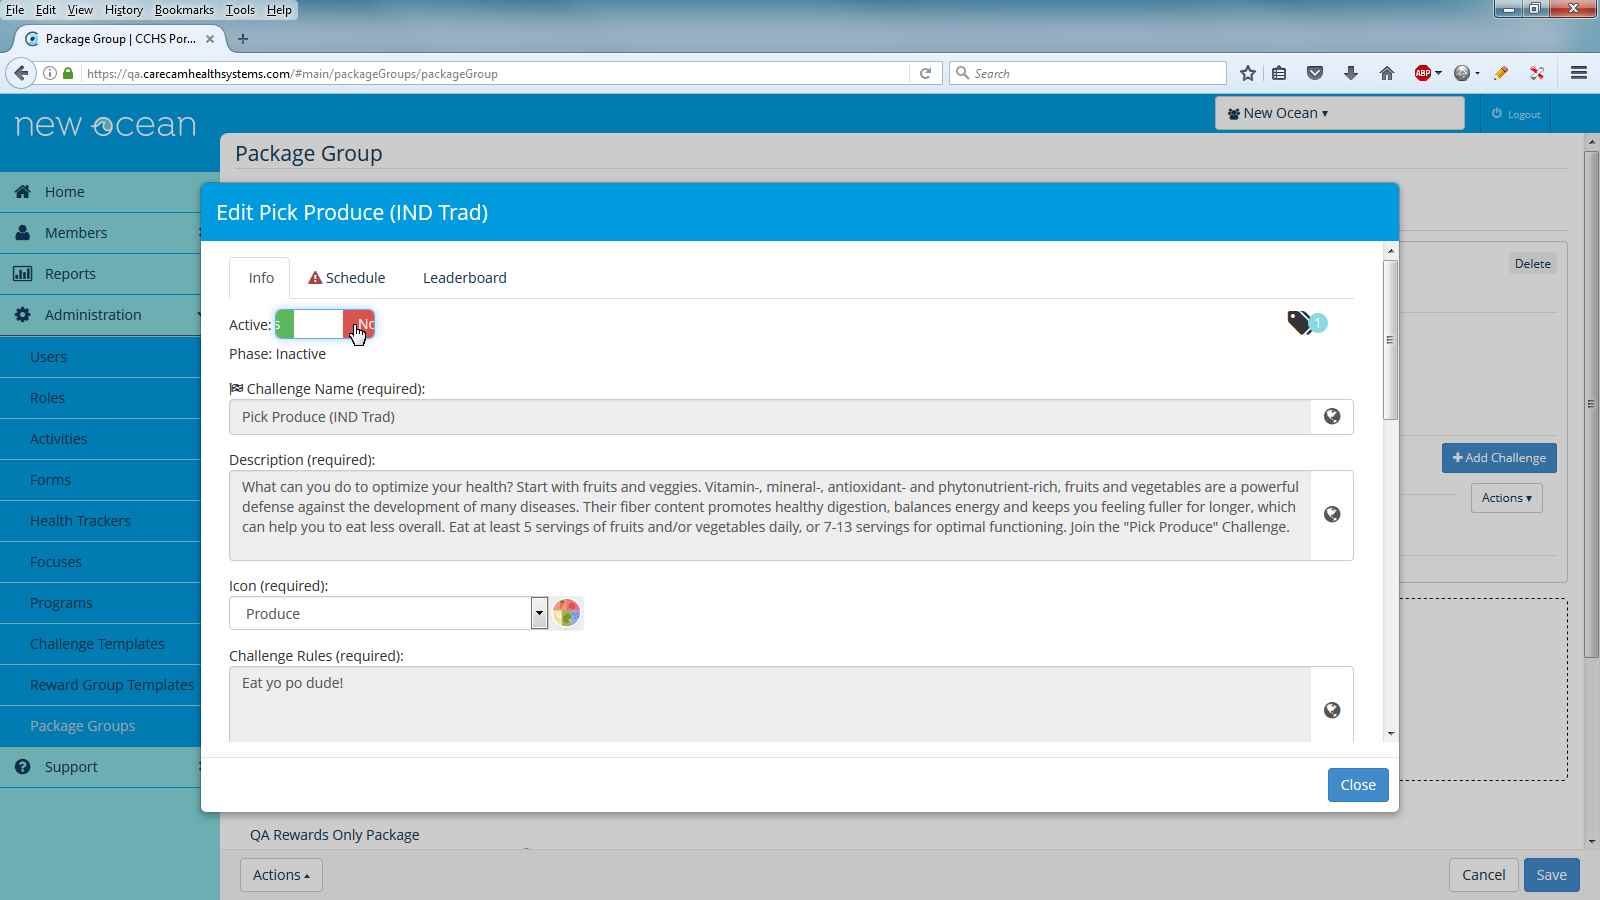 File Edit View History Bookmarks Tools Help
Package Group | CCHS Por...
https://qa.carecamhealthsystems.com/#main/packageGroups/packageGroup
Search
ABP
new ocean
New Ocean
Logout
Package Group
Home
Members
Reports
Administration
Users
Roles
Activities
Forms
Health Trackers
Focuses
Programs
Challenge Templates
Reward Group Templates
Package Groups
Support
Edit Pick Produce (IND Trad)
Info
Schedule
Leaderboard
Active:
No
1
Phase: Inactive
Challenge Name (required):
Pick Produce (IND Trad)
Description (required):
What can you do to optimize your health? Start with fruits and veggies. Vitamin-, mineral-, antioxidant- and phytonutrient-rich, fruits and vegetables are a powerful
defense against the development of many diseases. Their fiber content promotes healthy digestion, balances energy and keeps you feeling fuller for longer, which
can help you to eat less overall. Eat at least 5 servings of fruits and/or vegetables daily, or 7-13 servings for optimal functioning. Join the "Pick Produce" Challenge.
Icon (required):
Produce
Challenge Rules (required):
Eat yo po dude!
Close
Delete
+ Add Challenge
Actions
QA Rewards Only Package
Actions
Cancel
Save